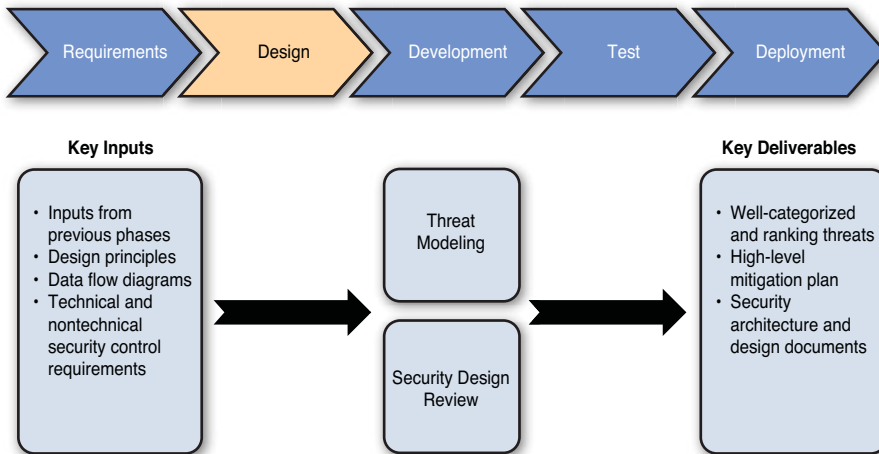 Requirements
Design
Development
Test
Deployment
Key Inputs
• Inputs from
previous phases
• Design principles
• Data flow diagrams
• Technical and
nontechnical
security control
requirements
Threat
Modeling
Security Design
Review
Key Deliverables
• Well-categorized
and ranking threats
• High-level
mitigation plan
• Security
architecture and
design documents